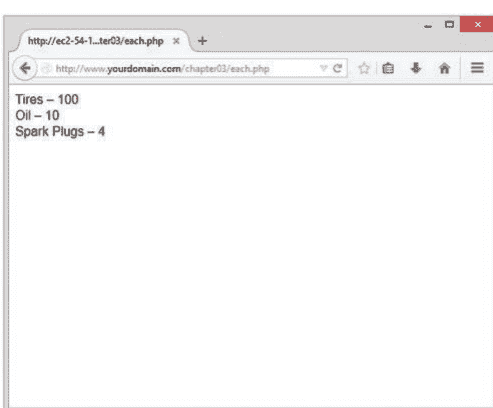 http://ec2-54-1...ter03/each.php × +
http://www.yourdomain.com/chapter03/each.php
Tires – 100
Oil – 10
Spark Plugs – 4